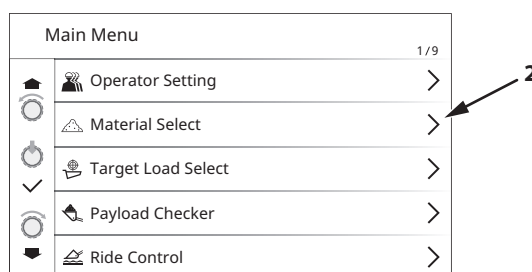 Main Menu
1/9
Operator Setting
2
Material Select
Target Load Select
Payload Checker
Ride Control